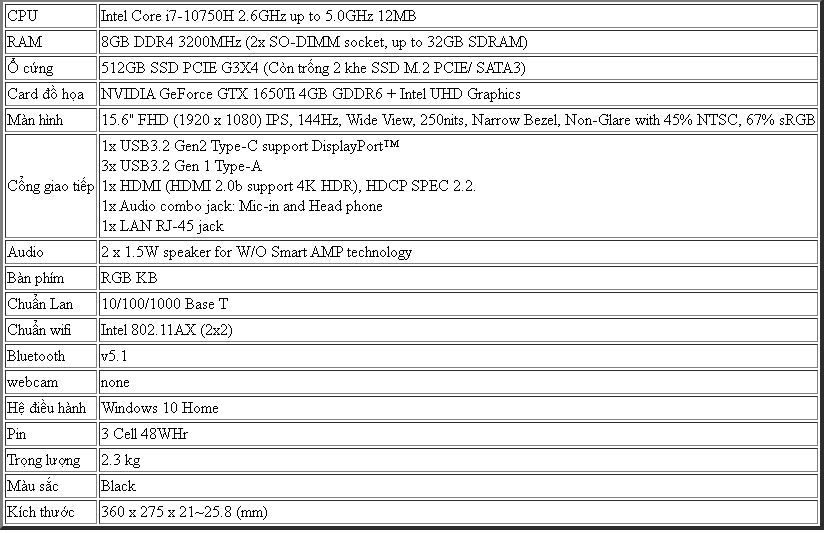 CPU Intel Core i7-10750H 2.6GHz up to 5.0GHz 12MB
RAM 8GB DDR4 3200MHz (2x SO-DIMM socket, up to 32GB SDRAM)
Ổ cứng 512GB SSD PCIE G3X4 (Còn trống 2 khe SSD M.2 PCIE/ SATA3)
Card đồ họa NVIDIA GeForce GTX 1650Ti 4GB GDDR6 + Intel UHD Graphics
Màn hình 15.6" FHD (1920 x 1080) IPS, 144Hz, Wide View, 250nits, Narrow Bezel, Non-Glare with 45% NTSC, 67% sRGB
1x USB3.2 Gen2 Type-C support DisplayPort™
3x USB3.2 Gen 1 Type-A
Cổng giao tiếp 1x HDMI (HDMI 2.0b support 4K HDR), HDCP SPEC 2.2.
1x Audio combo jack: Mic-in and Head phone
1x LAN RJ-45 jack
Audio 2 x 1.5W speaker for W/O Smart AMP technology
Bàn phím RGB KB
Chuẩn Lan 10/100/1000 Base T
Chuẩn wifi Intel 802.11AX (2x2)
Bluetooth v5.1
webcam none
Hệ điều hành Windows 10 Home
Pin 3 Cell 48WHr
Trọng lượng 2.3 kg
Màu sắc Black
Kích thước 360 x 275 x 21~25.8 (mm)